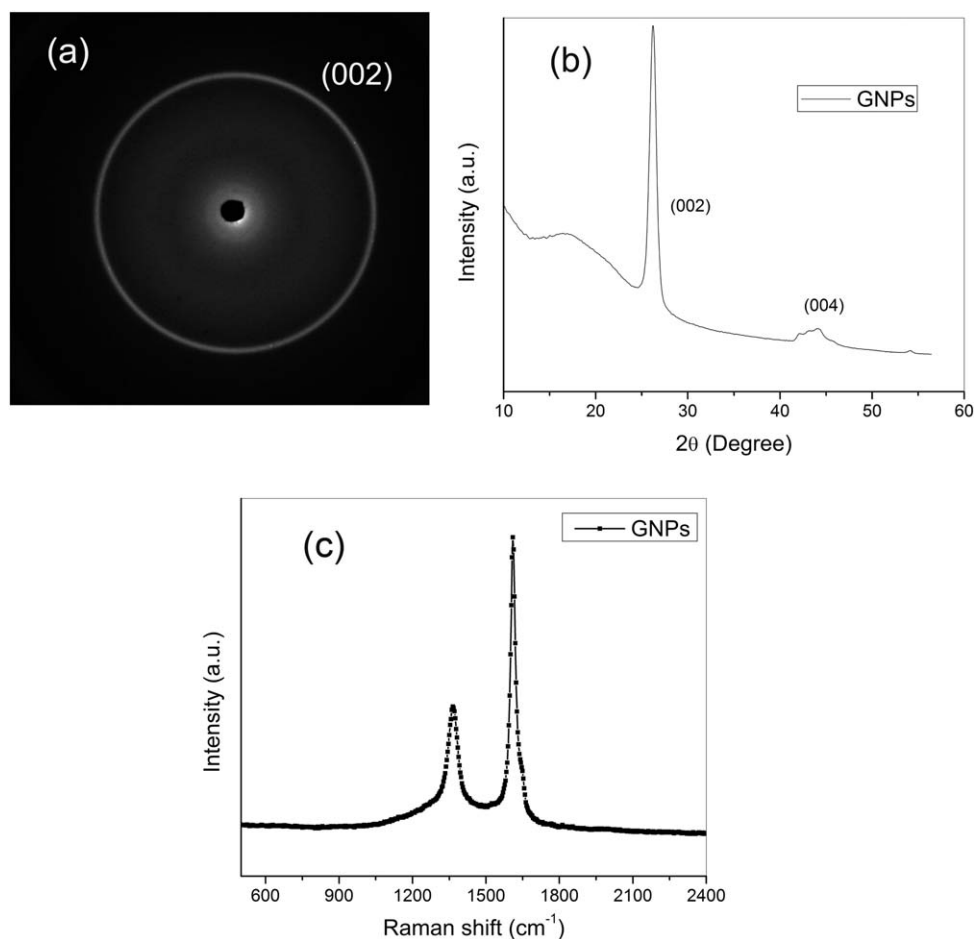 (a)
(002)
(b)
GNPs
(002)
(004)
Intensity (a.u.)
10 20 30 40 50 60
2θ (Degree)
(c)
GNPs
Intensity (a.u.)
600 900 1200 1500 1800 2100 2400
Raman shift (cm⁻¹)